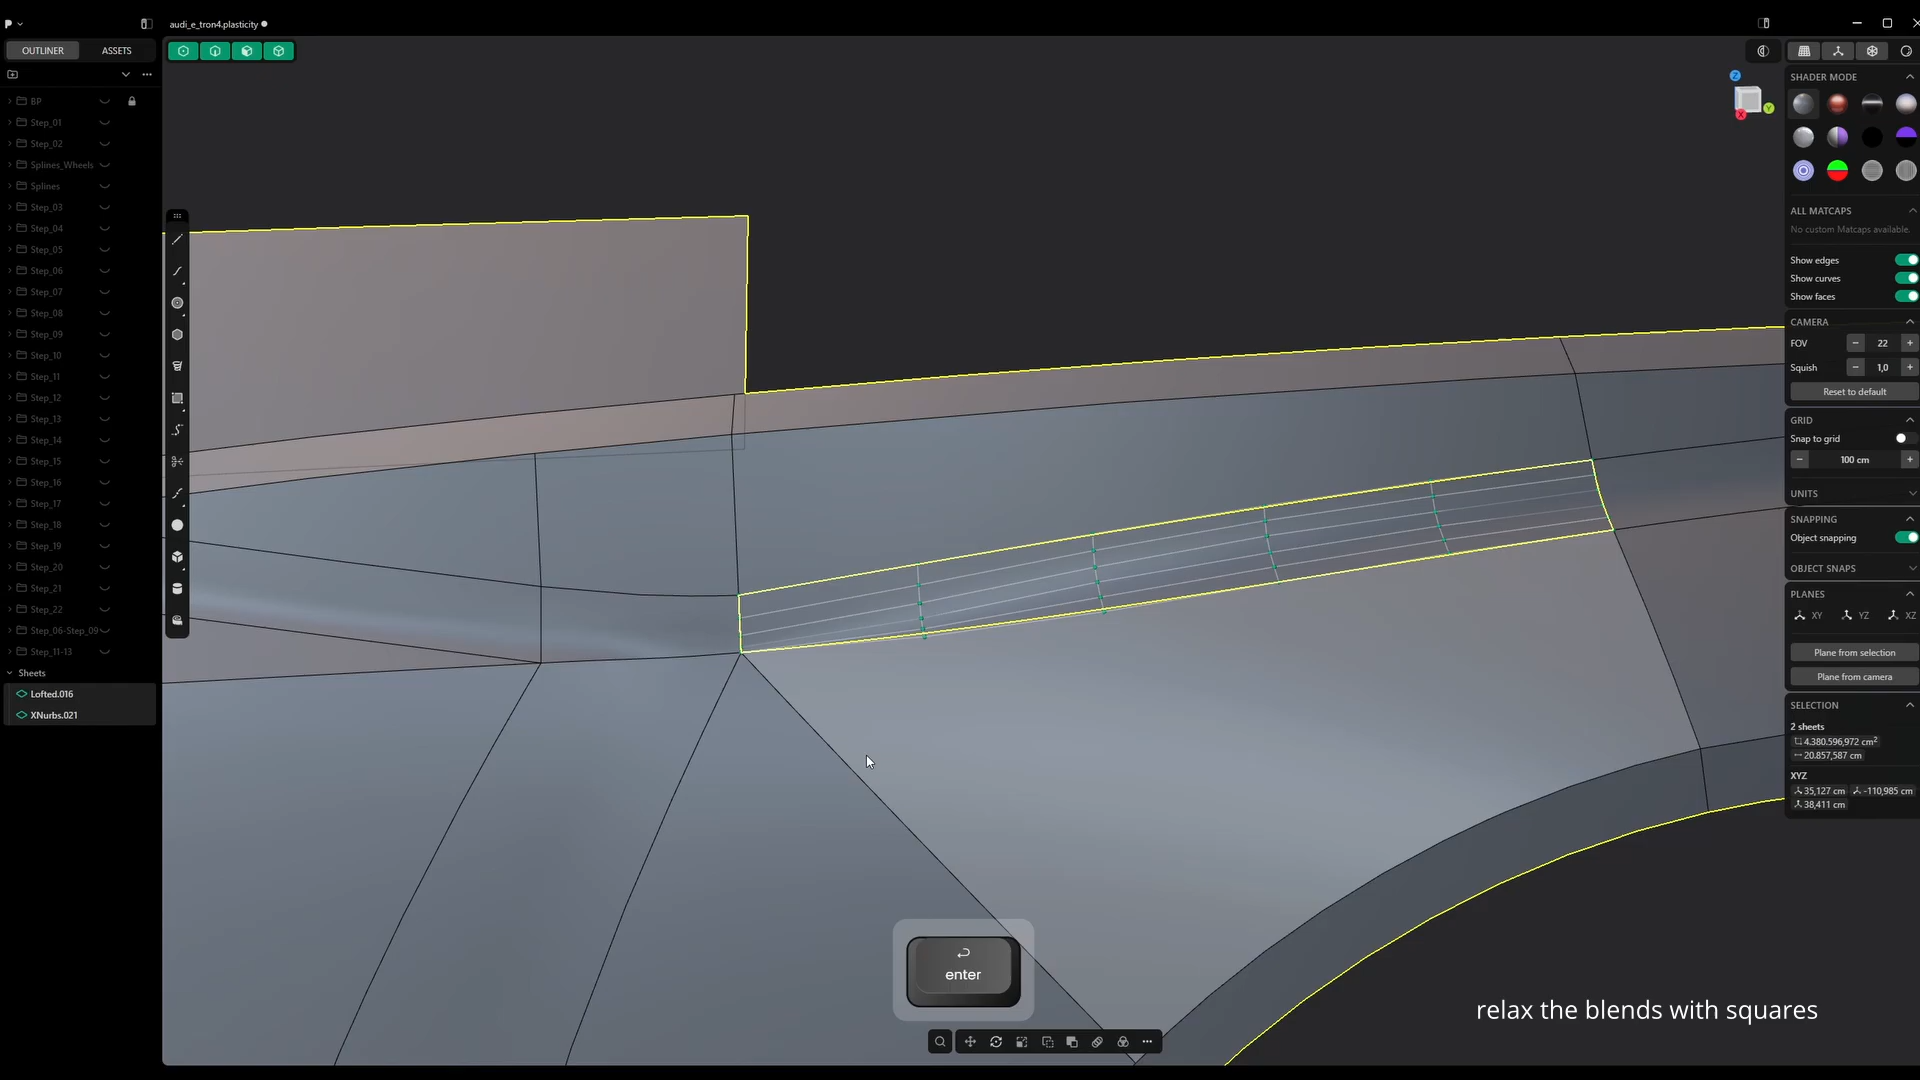 audi_e_tron4.plasticity
OUTLINER
ASSETS
BP
Step_01
Step_02
Splines_Wheels
Splines
Step_03
Step_04
Step_05
Step_06
Step_07
Step_08
Step_09
Step_10
Step_11
Step_12
Step_13
Step_14
Step_15
Step_16
Step_17
Step_18
Step_19
Step_20
Step_21
Step_22
Step_06-Step_09
Step_11-13
Sheets
Lofted.016
XNurbs.021
Z
Y
X
SHADER MODE
ALL MATCAPS
No custom Matcaps available.
Show edges
Show curves
Show faces
CAMERA
FOV
22
Squish
1,0
Reset to default
GRID
Snap to grid
100 cm
UNITS
SNAPPING
Object snapping
OBJECT SNAPS
PLANES
XY YZ XZ
Plane from selection
Plane from camera
SELECTION
2 sheets
4.380.596,972 cm²
20.857,587 cm
XYZ
35,127 cm -110,985 cm
38,411 cm
enter
relax the blends with squares